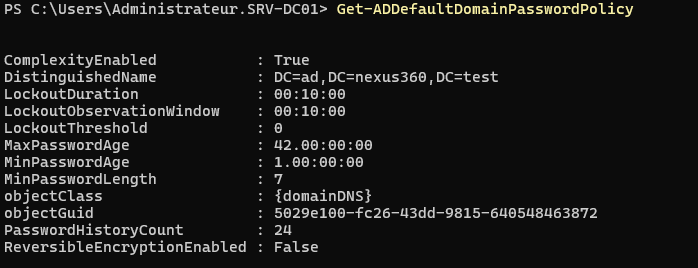 PS C:\Users\Administrateur.SRV-DC01> Get-ADDefaultDomainPasswordPolicy
ComplexityEnabled : True
DistinguishedName : DC=ad,DC=nexus360,DC=test
LockoutDuration : 00:10:00
LockoutObservationWindow : 00:10:00
LockoutThreshold : 0
MaxPasswordAge : 42.00:00:00
MinPasswordAge : 1.00:00:00
MinPasswordLength : 7
objectClass : {domainDNS}
objectGuid : 5029e100-fc26-43dd-9815-640548463872
PasswordHistoryCount : 24
ReversibleEncryptionEnabled : False